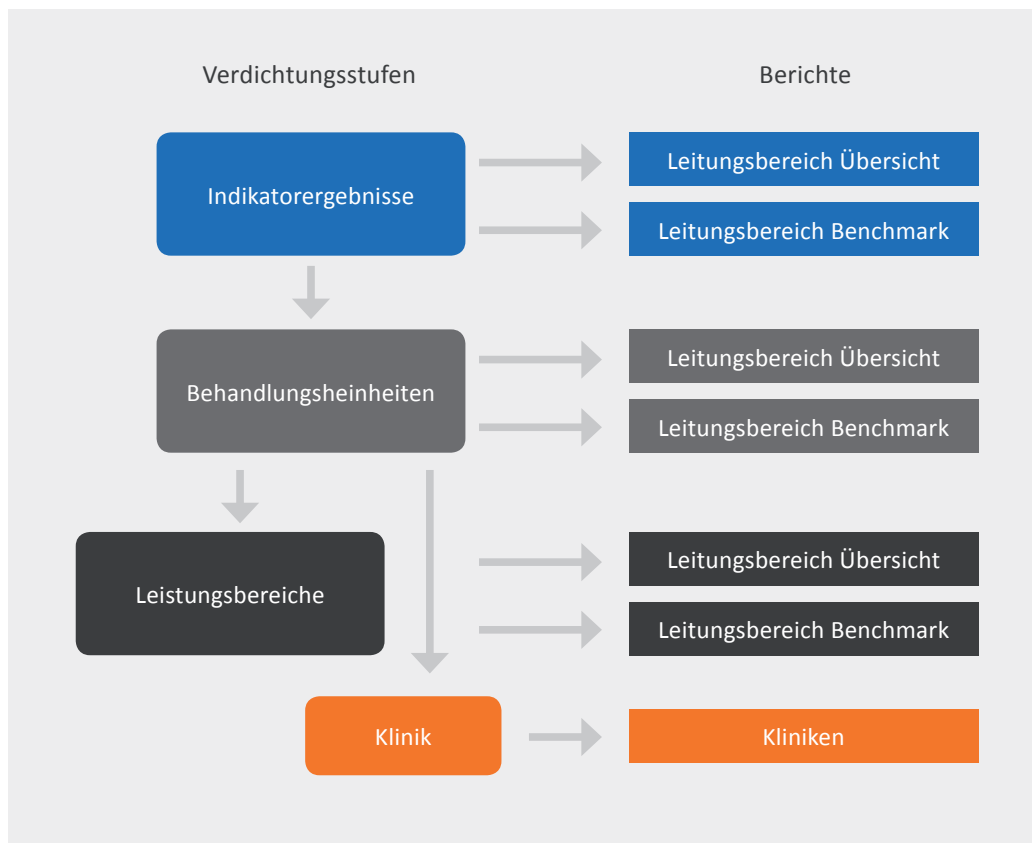 Verdichtungsstufen
Berichte
Indikatorergebnisse
Leitungsbereich Übersicht
Leitungsbereich Benchmark
Behandlungsheinheiten
Leitungsbereich Übersicht
Leitungsbereich Benchmark
Leistungsbereiche
Leitungsbereich Übersicht
Leitungsbereich Benchmark
Klinik
Kliniken